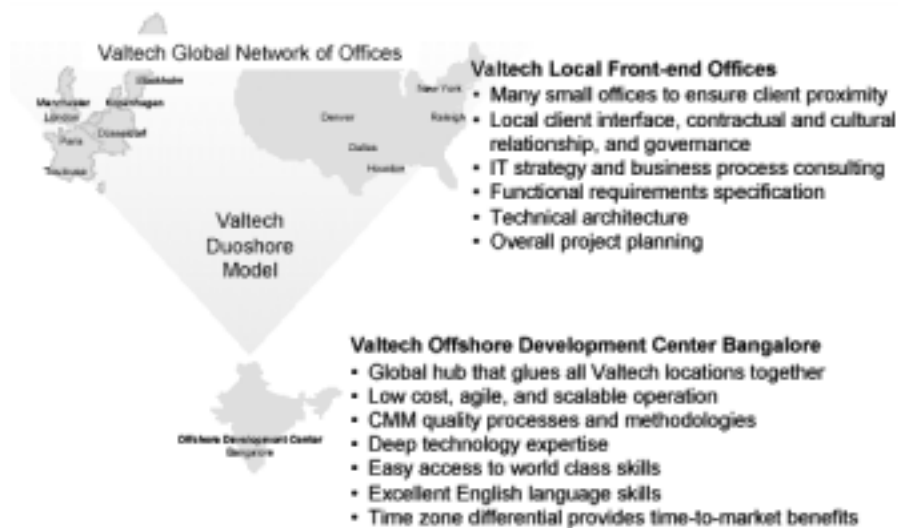 Valtech Global Network of Offices
Stockholm
Manchester
Kopenhagen
London
Paris
Düsseldorf
Toulouse
New York
Denver
Raleigh
Dallas
Houston
Valtech
Duoshore
Model
Valtech Local Front-end Offices
• Many small offices to ensure client proximity
• Local client interface, contractual and cultural
relationship, and governance
• IT strategy and business process consulting
• Functional requirements specification
• Technical architecture
• Overall project planning
Offshore Development Center
Bangalore
Valtech Offshore Development Center Bangalore
• Global hub that glues all Valtech locations together
• Low cost, agile, and scalable operation
• CMM quality processes and methodologies
• Deep technology expertise
• Easy access to world class skills
• Excellent English language skills
• Time zone differential provides time-to-market benefits